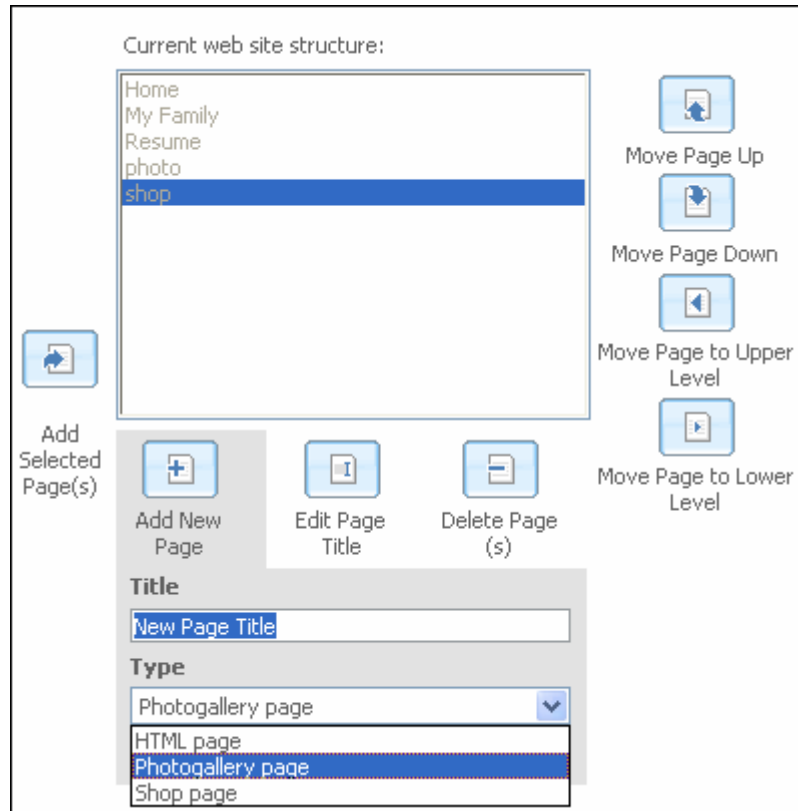 Current web site structure:
Home
My Family
Resume
photo
shop
Move Page Up
Move Page Down
Move Page to Upper
Level
Move Page to Lower
Level
Add
Selected
Page(s)
Add New
Page
Edit Page
Title
Delete Page
(s)
Title
New Page Title
Type
Photogallery page
HTML page
Photogallery page
Shop page